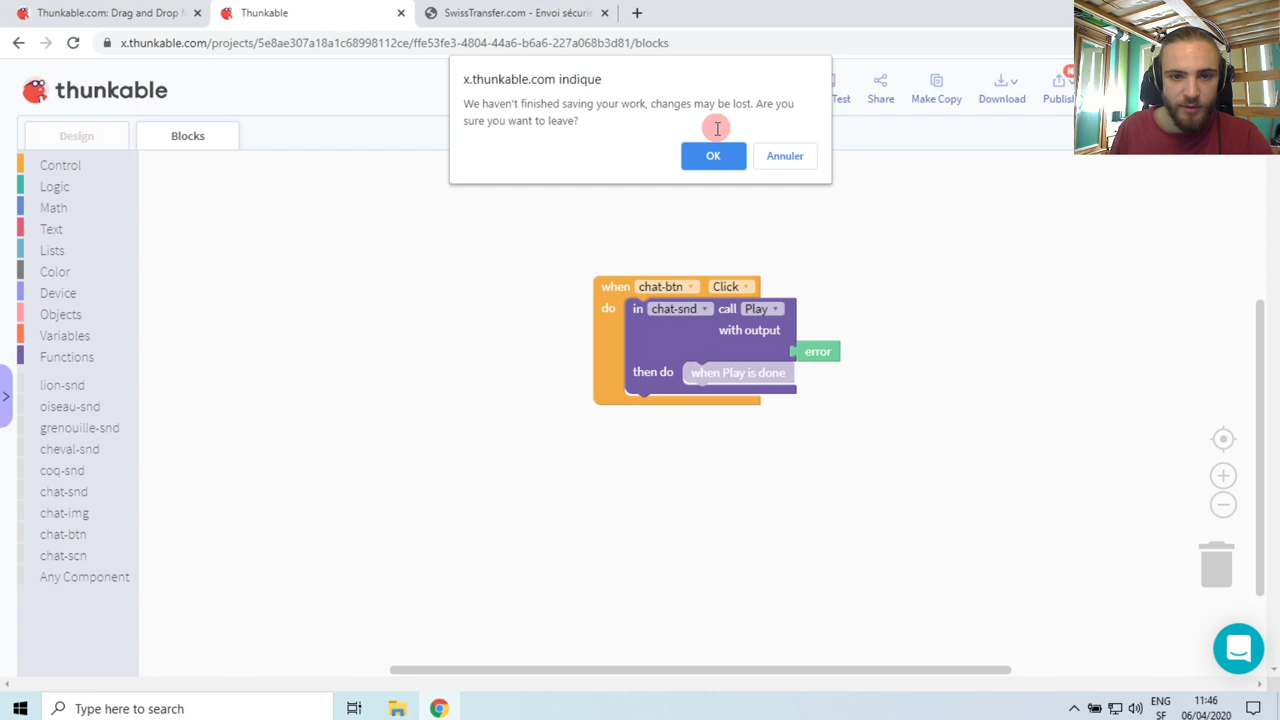 Thunkable.com: Drag and Drop M
Thunkable
SwissTransfer.com - Envoi sécuris
x.thunkable.com/projects/5e8ae307a18a1c68998112ce/ffe53fe3-4804-44a6-b6a6-227a068b3d81/blocks
x.thunkable.com indique
We haven't finished saving your work, changes may be lost. Are you
sure you want to leave?
OK
Annuler
thunkable
Test
Share
Make Copy
Download
Publish
N
Design
Blocks
Control
Logic
Math
Text
Lists
Color
Device
Objects
Variables
Functions
lion-snd
oiseau-snd
grenouille-snd
cheval-snd
coq-snd
chat-snd
chat-img
chat-btn
chat-scn
Any Component
when chat-btn Click
do in chat-snd call Play
with output
error
then do when Play is done
Type here to search
ENG
SF
11:46
06/04/2020